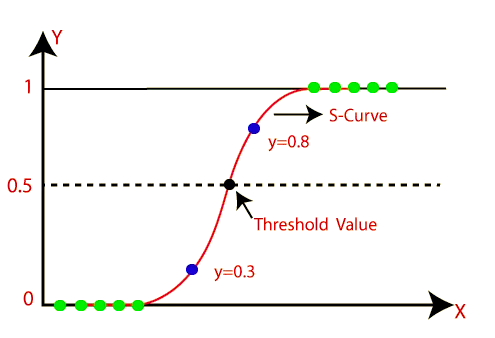 Y
1
S-Curve
y=0.8
0.5
Threshold Value
y=0.3
0
X